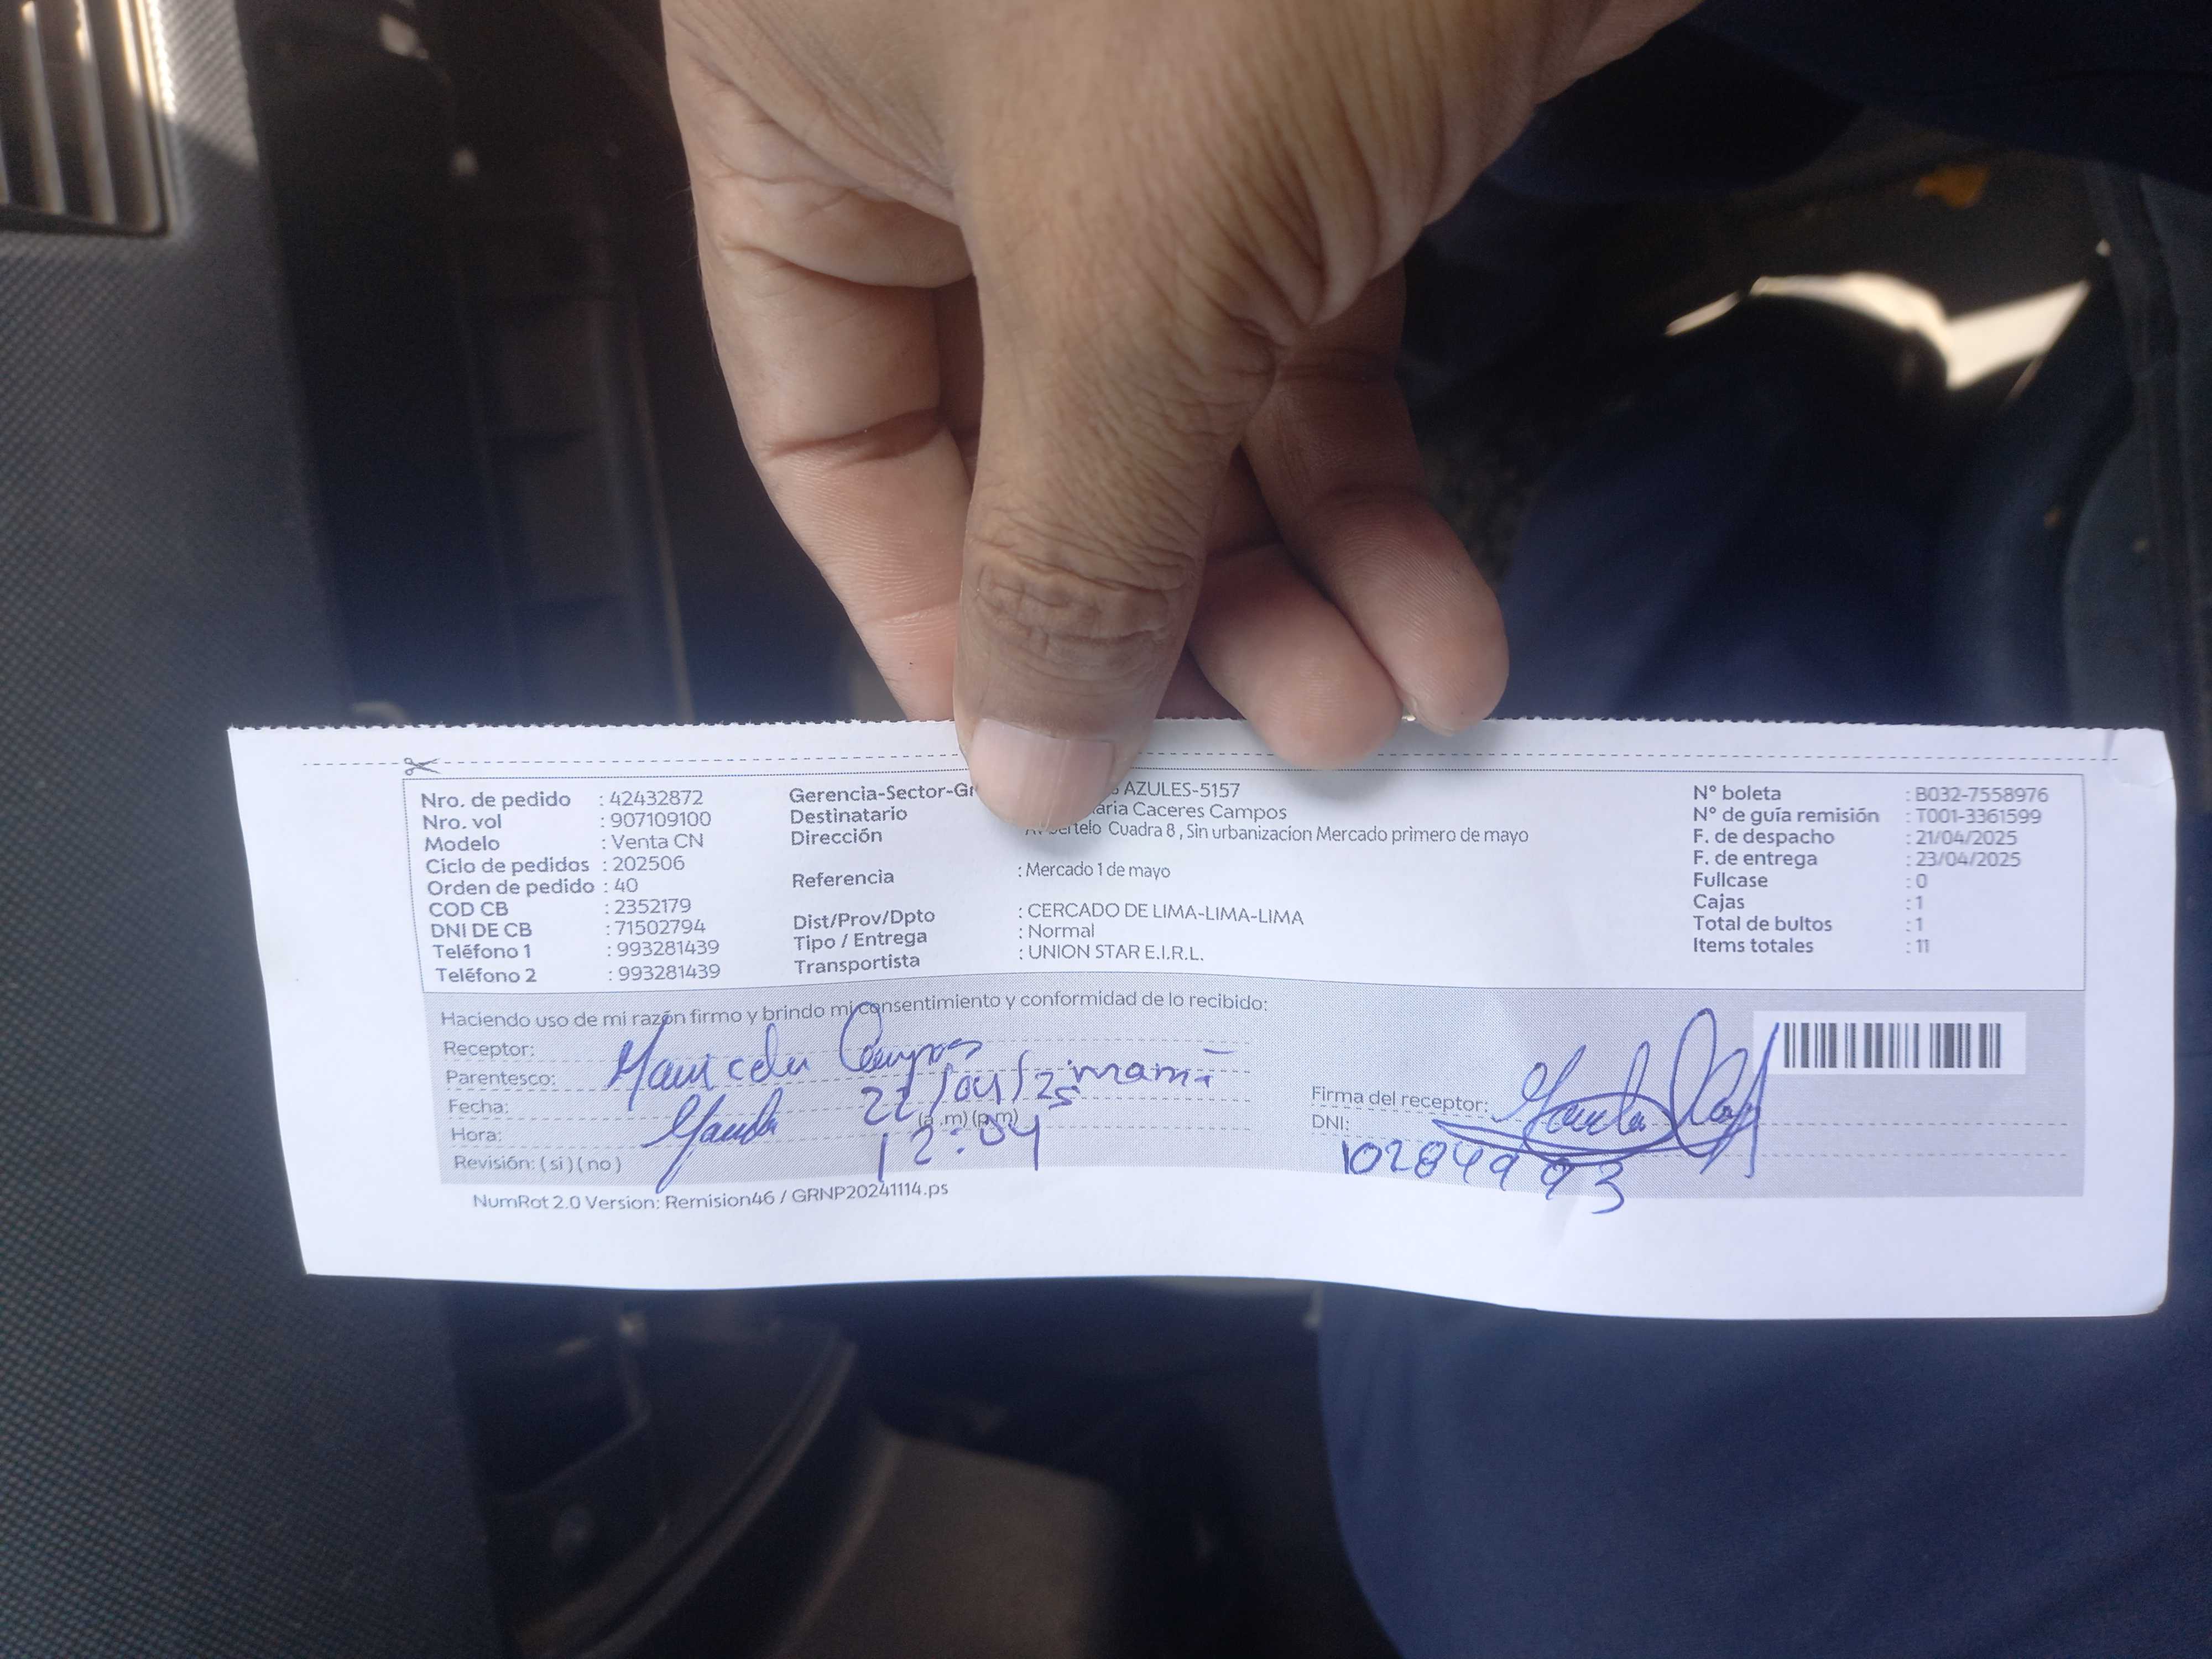 Nro. de pedido : 42432872
Nro. vol : 907109100
Modelo : Venta CN
Ciclo de pedidos : 202506
Orden de pedido : 40
COD CB : 2352179
DNI DE CB : 71502794
Teléfono 1 : 993281439
Teléfono 2 : 993281439
Gerencia-Sector- AZULES-5157
Destinatario Caceres Campos
Dirección Cuadra 8 , Sin urbanizacion Mercado primero de mayo
Referencia : Mercado 1 de mayo
Dist/Prov/Dpto : CERCADO DE LIMA-LIMA-LIMA
Tipo / Entrega : Normal
Transportista : UNION STAR E.I.R.L.
N° boleta : B032-7558976
N° de guía remisión : T001-3361599
F. de despacho : 21/04/2025
F. de entrega : 23/04/2025
Fullcase : 0
Cajas : 1
Total de bultos : 1
Items totales : 11
Haciendo uso de mi razón firmo y brindo mi consentimiento y conformidad de lo recibido:
Receptor: Campos
Parentesco: mamá
Fecha: 22/04/25
Hora: 12:04 (a.m) (p.m)
Revisión: (si) (no)
Firma del receptor:
DNI: 10284993
NumRot 2.0 Version: Remision46 / GRNP20241114.ps